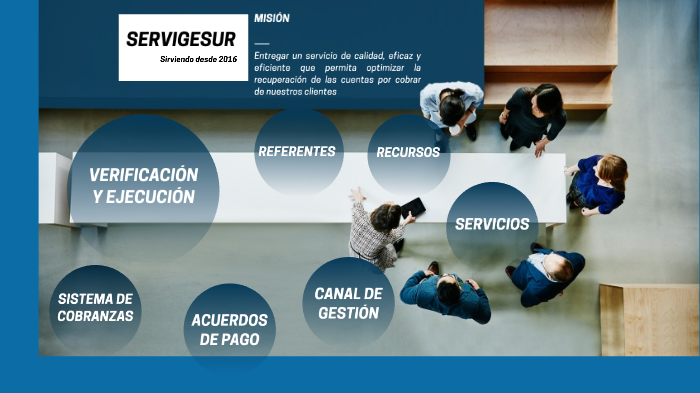 SERVIGESUR
Sirviendo desde 2016
MISIÓN
Entregar un servicio de calidad, eficaz y
eficiente que permita optimizar la
recuperación de las cuentas por cobrar
de nuestros clientes
REFERENTES
RECURSOS
VERIFICACIÓN
Y EJECUCIÓN
SERVICIOS
SISTEMA DE
COBRANZAS
ACUERDOS
DE PAGO
CANAL DE
GESTIÓN